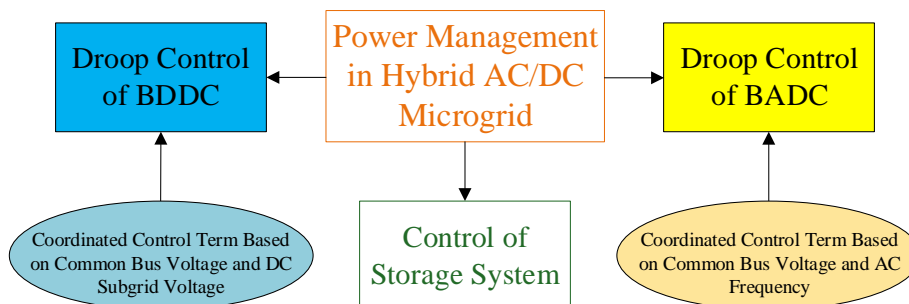 Droop Control
of BDDC
Power Management
in Hybrid AC/DC
Microgrid
Droop Control
of BADC
Coordinated Control Term Based
on Common Bus Voltage and DC
Subgrid Voltage
Control of
Storage System
Coordinated Control Term Based
on Common Bus Voltage and AC
Frequency